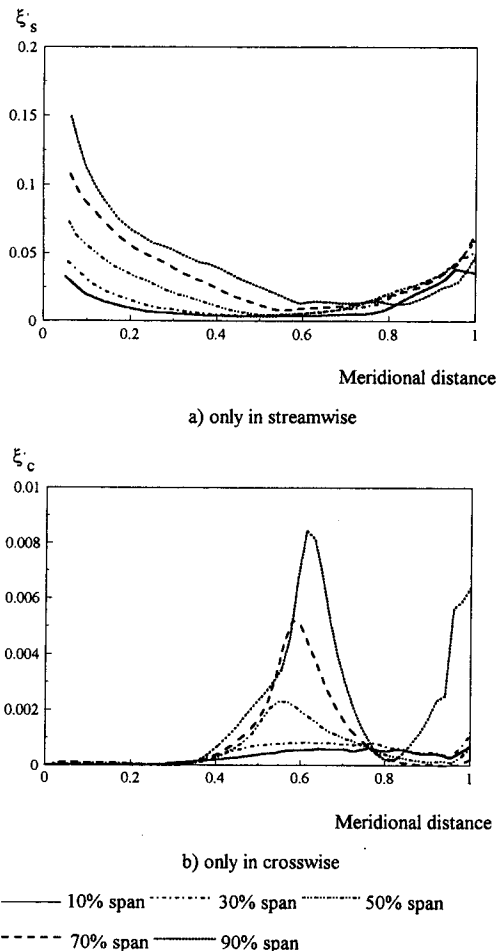 ξ's
0.2
0.15
0.1
0.05
0
0 0.2 0.4 0.6 0.8 1
Meridional distance
a) only in streamwise
ξ'c
0.01
0.008
0.006
0.004
0.002
0
0 0.2 0.4 0.6 0.8 1
Meridional distance
b) only in crosswise
10% span 30% span 50% span
70% span 90% span